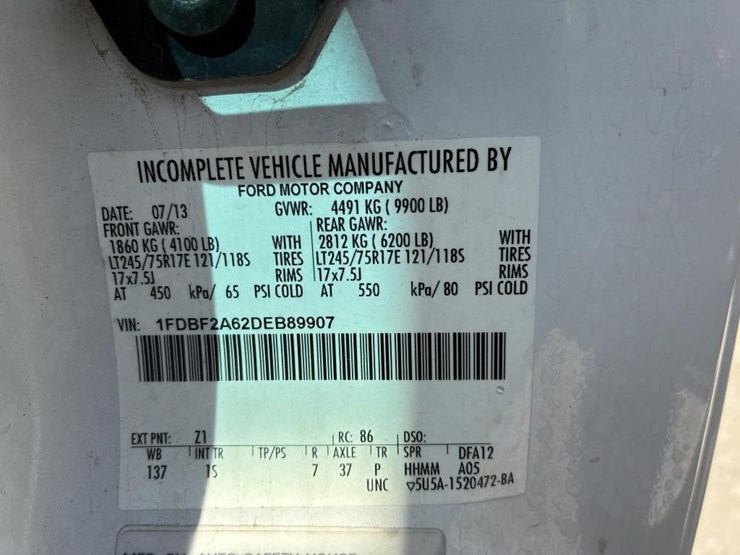 INCOMPLETE VEHICLE MANUFACTURED BY
FORD MOTOR COMPANY
DATE: 07/13 GVWR: 4491 KG ( 9900 LB)
FRONT GAWR: REAR GAWR:
1860 KG ( 4100 LB) WITH 2812 KG ( 6200 LB) WITH
LT245/75R17E 121/118S TIRES LT245/75R17E 121/118S TIRES
17x7.5J RIMS 17x7.5J RIMS
AT 450 kPa/ 65 PSI COLD AT 550 kPa/ 80 PSI COLD
VIN: 1FDBF2A62DEB89907
EXT PNT: Z1 RC: 86 DSO:
WB INT TR TP/PS R AXLE TR SPR DFA12
137 1S 7 37 P HHMM A05
UNC ▽5U5A-1520472-BA